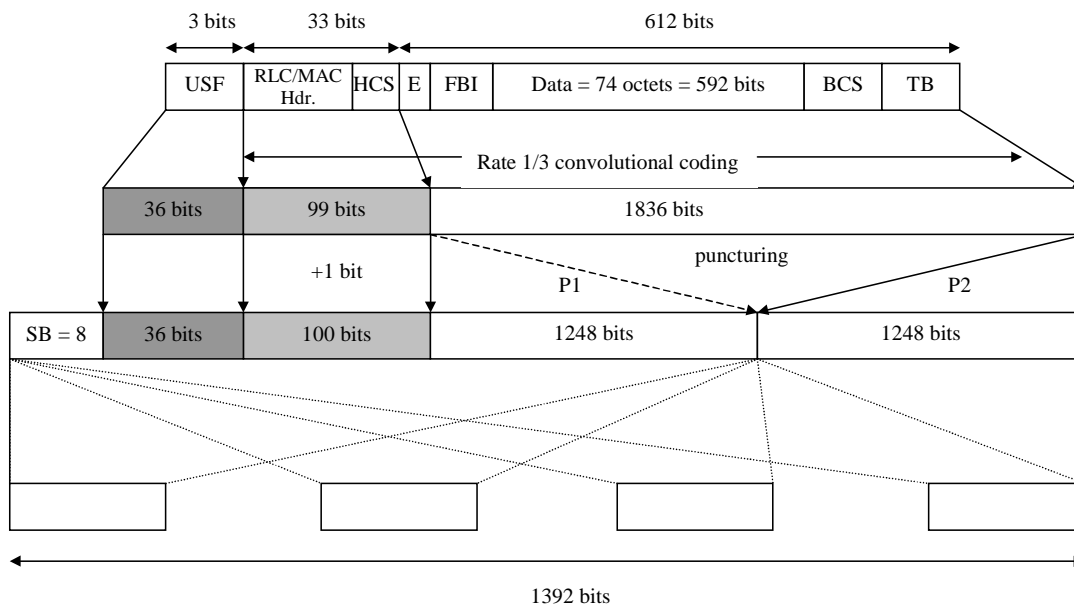 3 bits 33 bits 612 bits
USF RLC/MAC Hdr. HCS E FBI Data = 74 octets = 592 bits BCS TB
Rate 1/3 convolutional coding
36 bits 99 bits 1836 bits
+1 bit puncturing
P1 P2
SB = 8 36 bits 100 bits 1248 bits 1248 bits
1392 bits